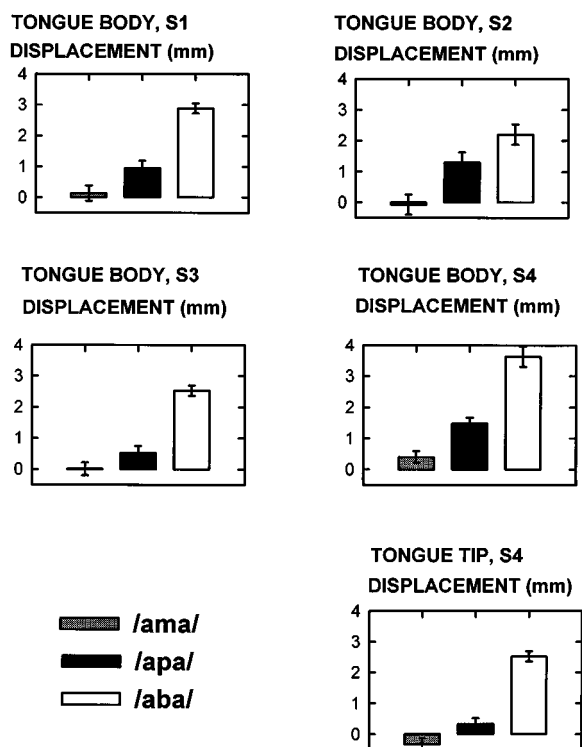 TONGUE BODY, S1
DISPLACEMENT (mm)
4
3
2
1
0
TONGUE BODY, S2
DISPLACEMENT (mm)
4
3
2
1
0
TONGUE BODY, S3
DISPLACEMENT (mm)
4
3
2
1
0
TONGUE BODY, S4
DISPLACEMENT (mm)
4
3
2
1
0
TONGUE TIP, S4
DISPLACEMENT (mm)
4
3
2
1
0
/ama/
/apa/
/aba/